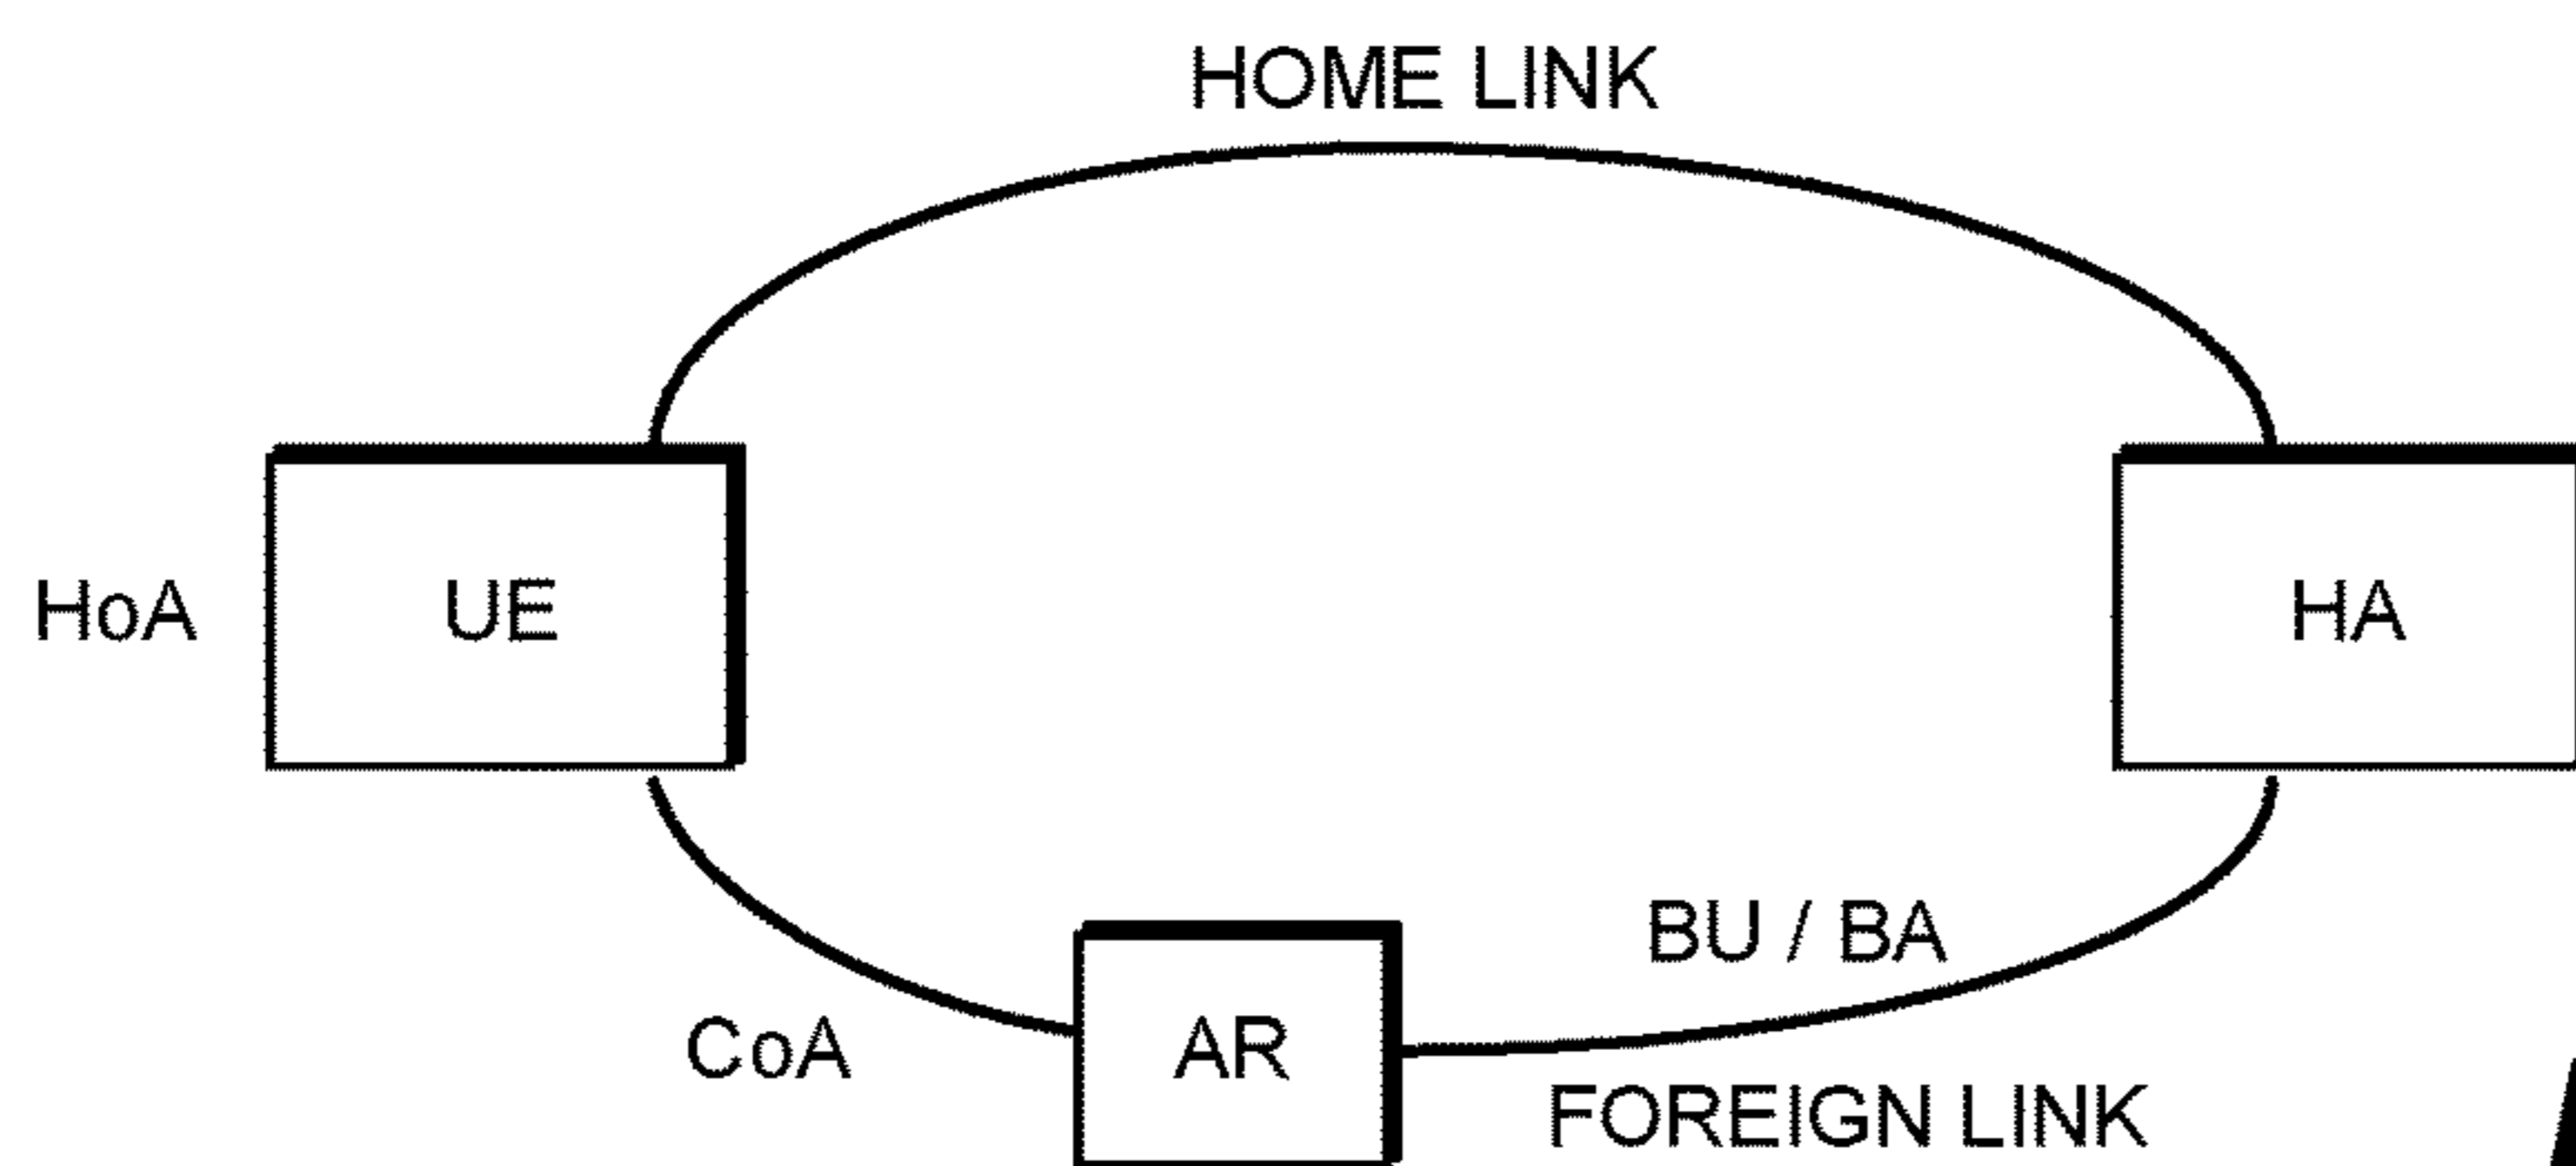 HOME LINK
HoA
UE
HA
BU / BA
CoA
AR
FOREIGN LINK